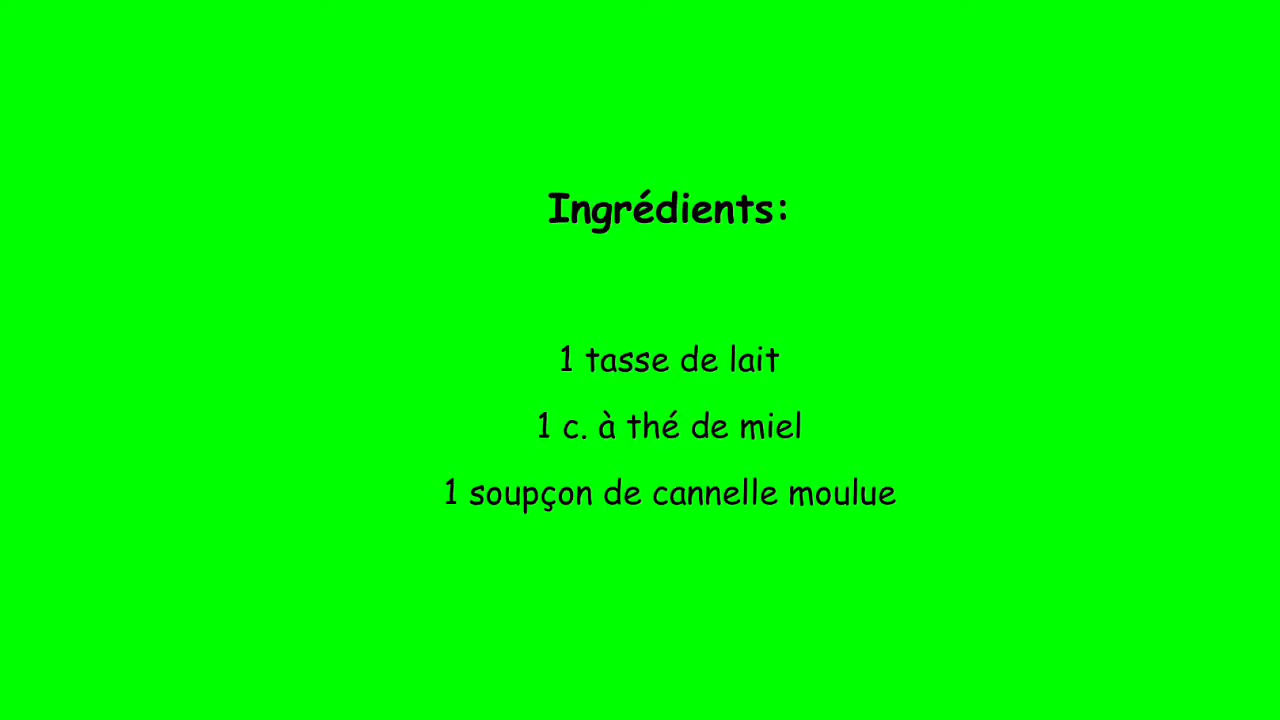 Ingrédients:
1 tasse de lait
1 c. à thé de miel
1 soupçon de cannelle moulue